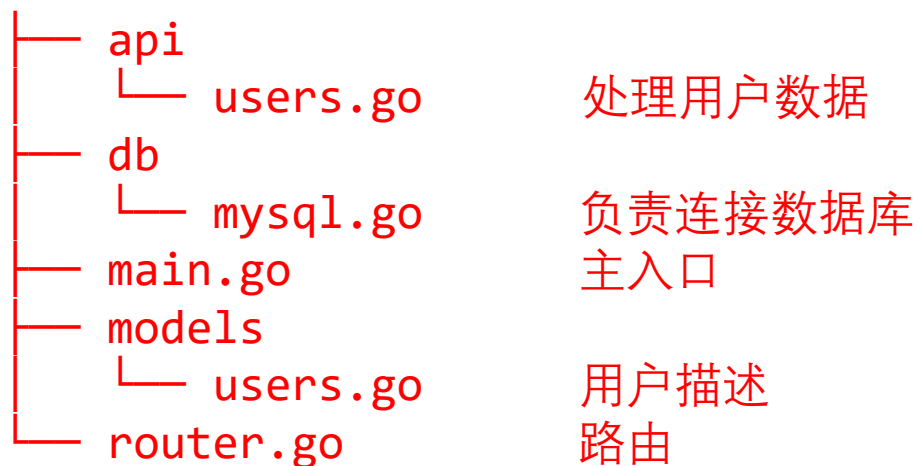 ├── api
│   └── users.go 处理用户数据
├── db
│   └── mysql.go 负责连接数据库
├── main.go 主入口
├── models
│   └── users.go 用户描述
└── router.go 路由